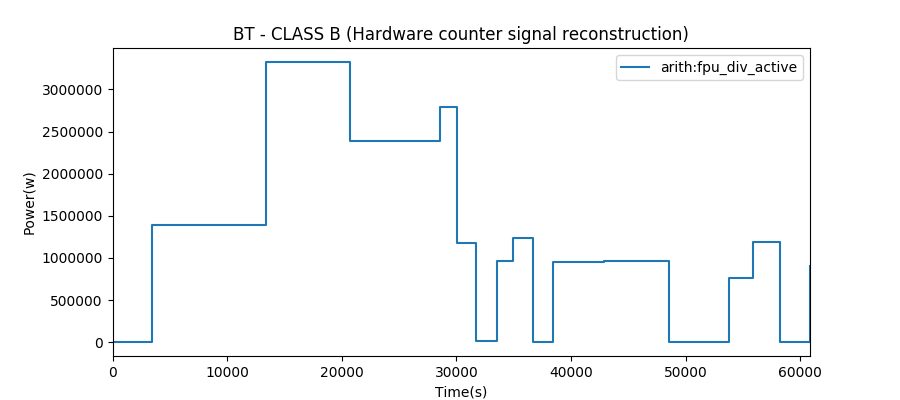 BT - CLASS B (Hardware counter signal reconstruction)
arith:fpu_div_active
3000000
2500000
2000000
1500000
1000000
500000
0
Power(w)
0 10000 20000 30000 40000 50000 60000
Time(s)